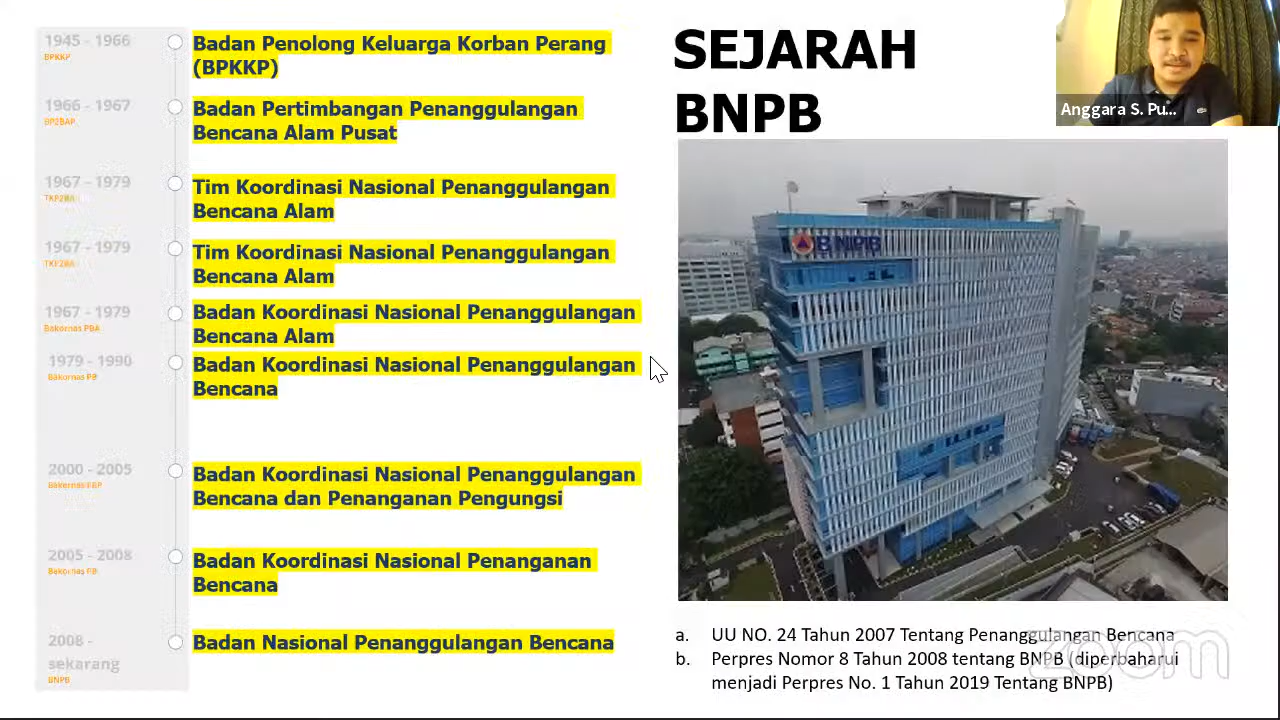 SEJARAH
BNPB
1945 - 1966
BPKKP
Badan Penolong Keluarga Korban Perang
(BPKKP)
1966 - 1967
BP2BAP
Badan Pertimbangan Penanggulangan
Bencana Alam Pusat
1967 - 1979
TKP2BA
Tim Koordinasi Nasional Penanggulangan
Bencana Alam
1967 - 1979
TKP2BA
Tim Koordinasi Nasional Penanggulangan
Bencana Alam
1967 - 1979
Bakornas PBA
Badan Koordinasi Nasional Penanggulangan
Bencana Alam
1979 - 1990
Bakornas PB
Badan Koordinasi Nasional Penanggulangan
Bencana
2000 - 2005
Bakornas PBP
Badan Koordinasi Nasional Penanggulangan
Bencana dan Penanganan Pengungsi
2005 - 2008
Bakornas PB
Badan Koordinasi Nasional Penanganan
Bencana
2008 -
sekarang
BNPB
Badan Nasional Penanggulangan Bencana
Anggara S. Pu...
BNPB
a. UU NO. 24 Tahun 2007 Tentang Penanggulangan Bencana
b. Perpres Nomor 8 Tahun 2008 tentang BNPB (diperbaharui
menjadi Perpres No. 1 Tahun 2019 Tentang BNPB)
zoom